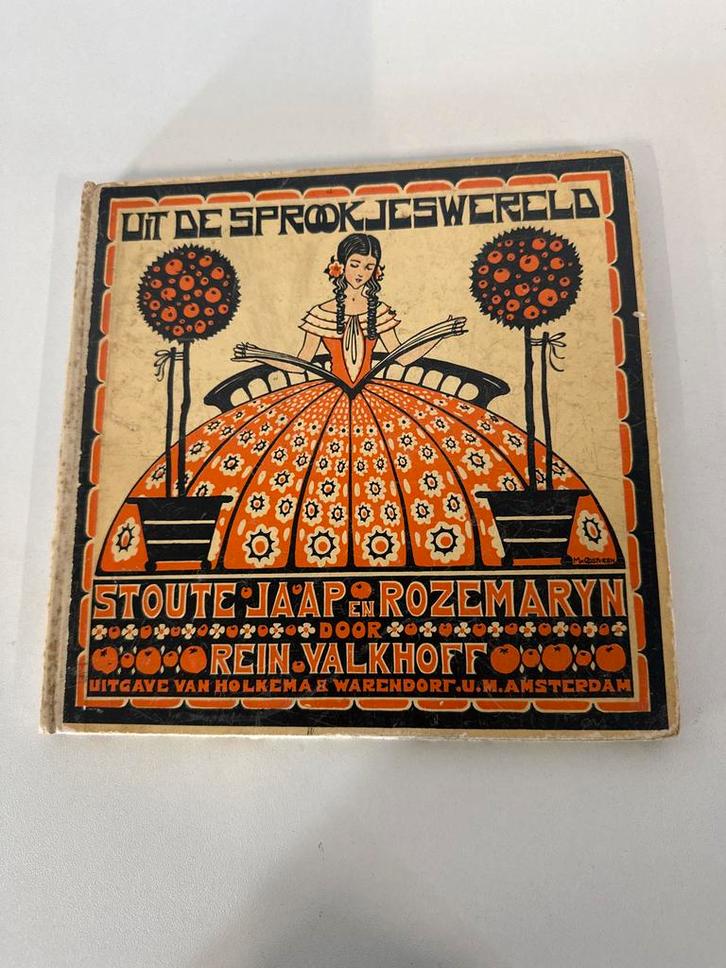 UIT DE SPROOKJESWERELD
STOUTE·JAAP EN ROZEMARYN
DOOR
REIN·VALKHOFF
UITGAVE VAN HOLKEMA & WARENDORF.U.M.AMSTERDAM